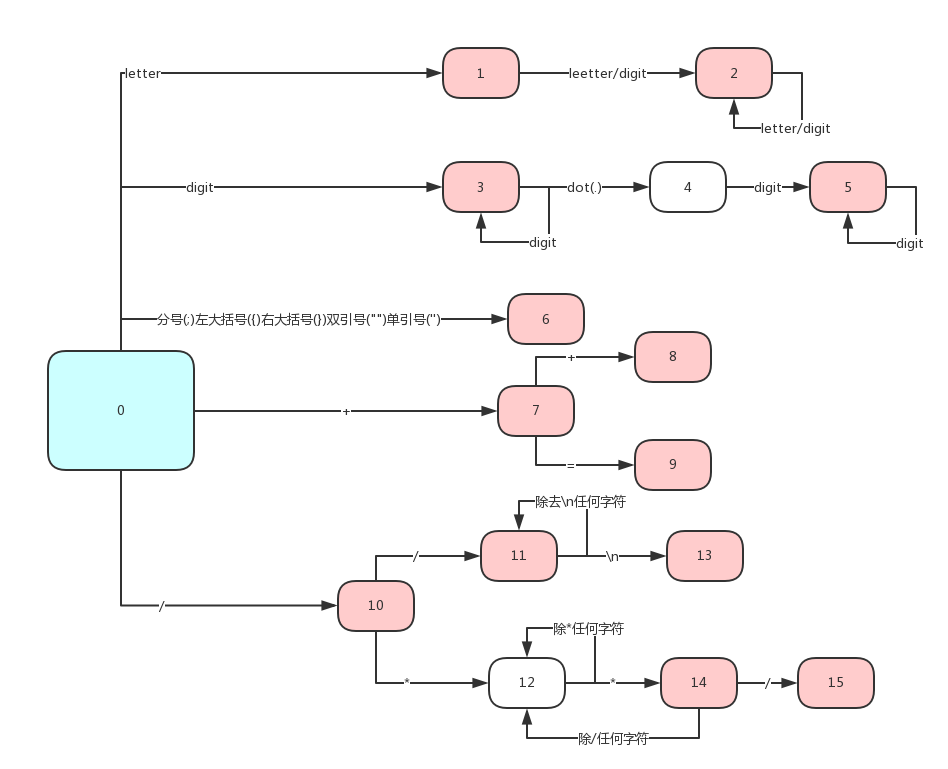 letter
1
leetter/digit
2
letter/digit
digit
3
dot(.)
4
digit
5
digit
digit
分号(;)左大括号({)右大括号(})双引号("")单引号('')
6
+
8
0
+
7
=
9
除去\n任何字符
/
11
\n
13
/
10
除*任何字符
*
12
*
14
/
15
除/任何字符